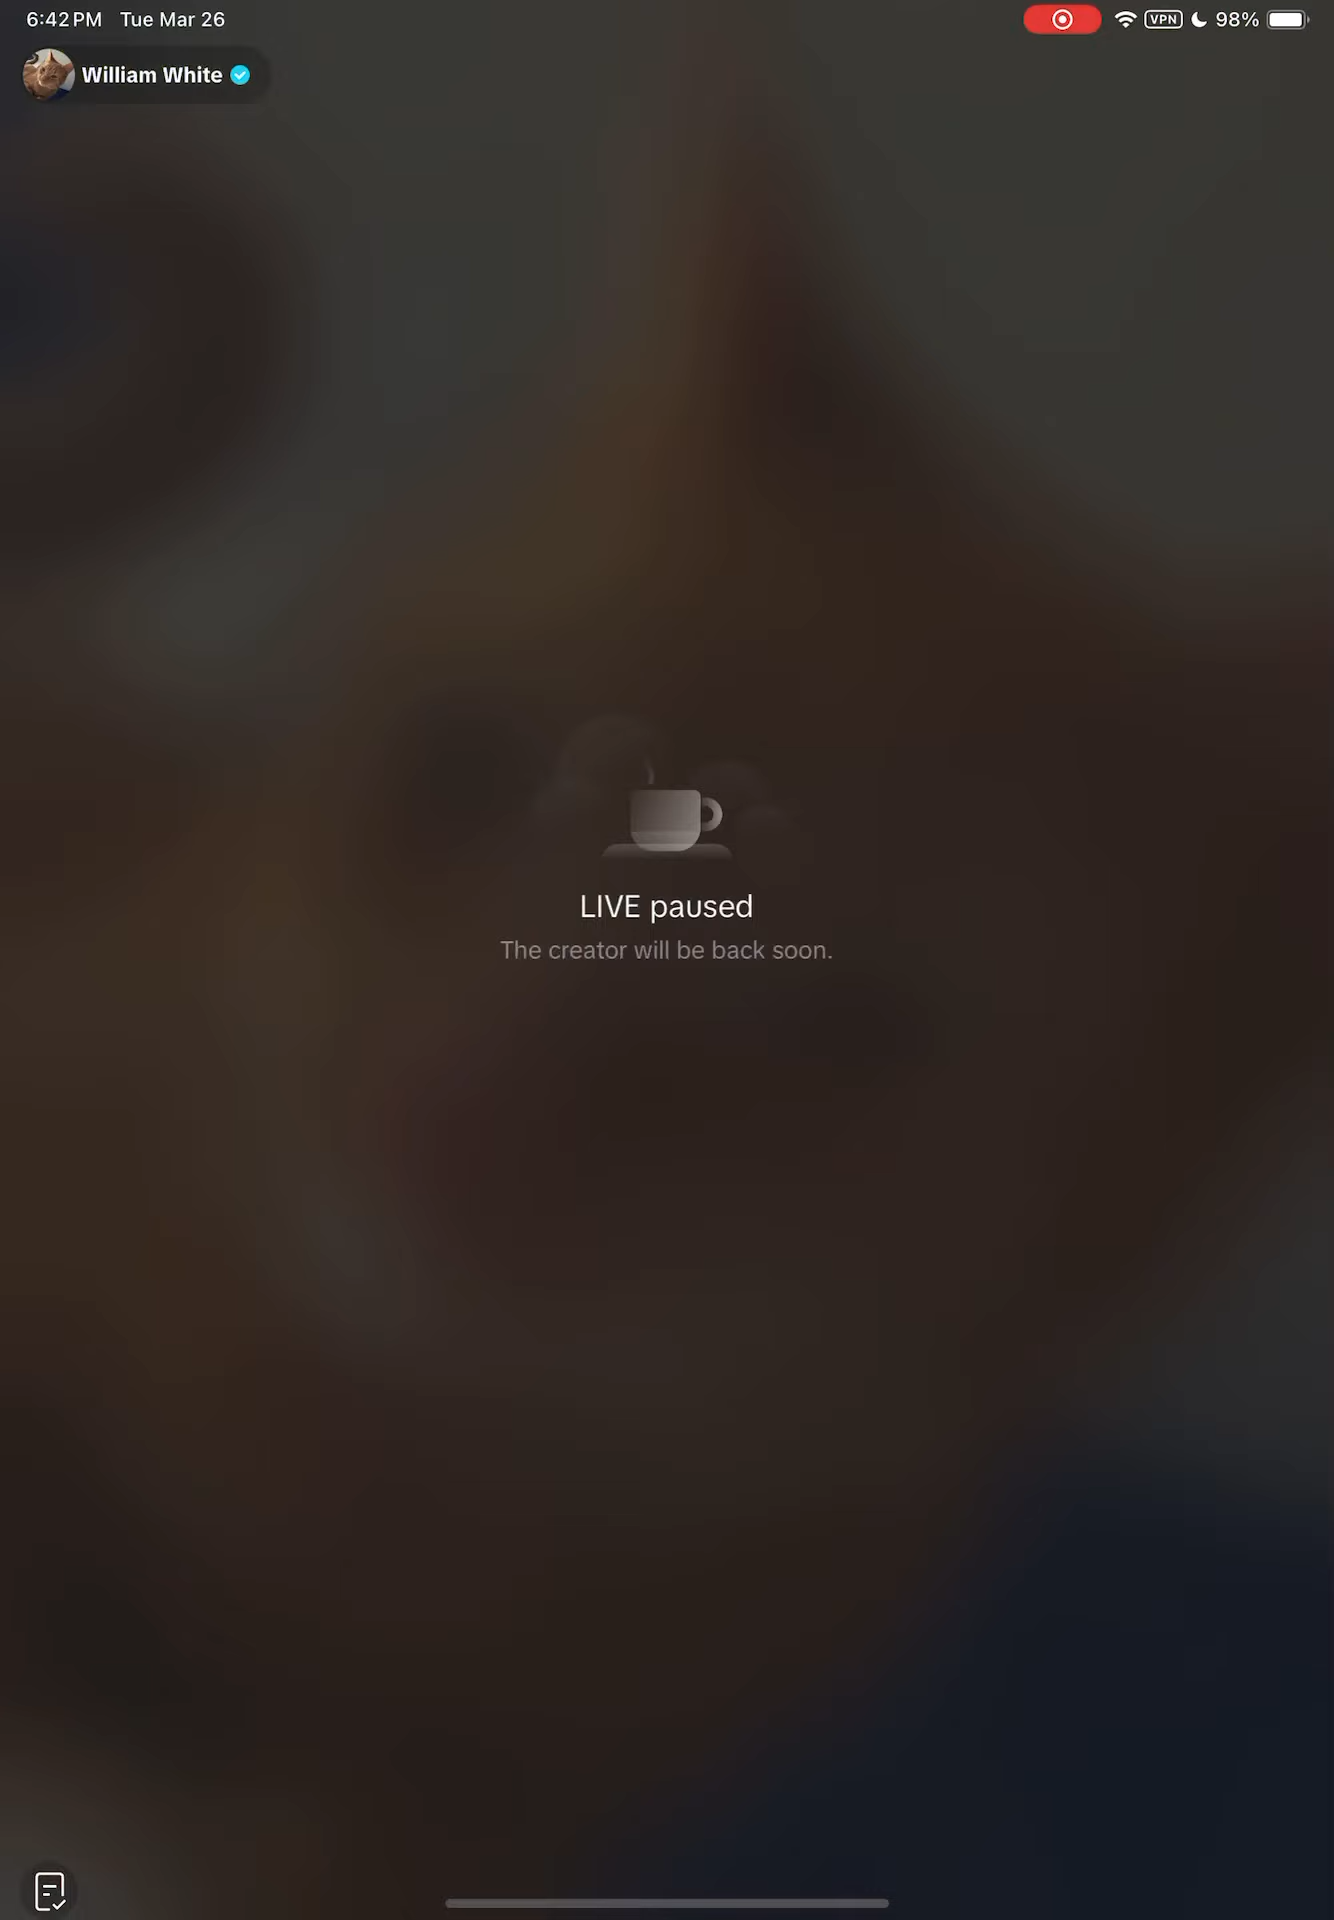 6:42 PM Tue Mar 26
VPN 98%
William White
LIVE paused
The creator will be back soon.